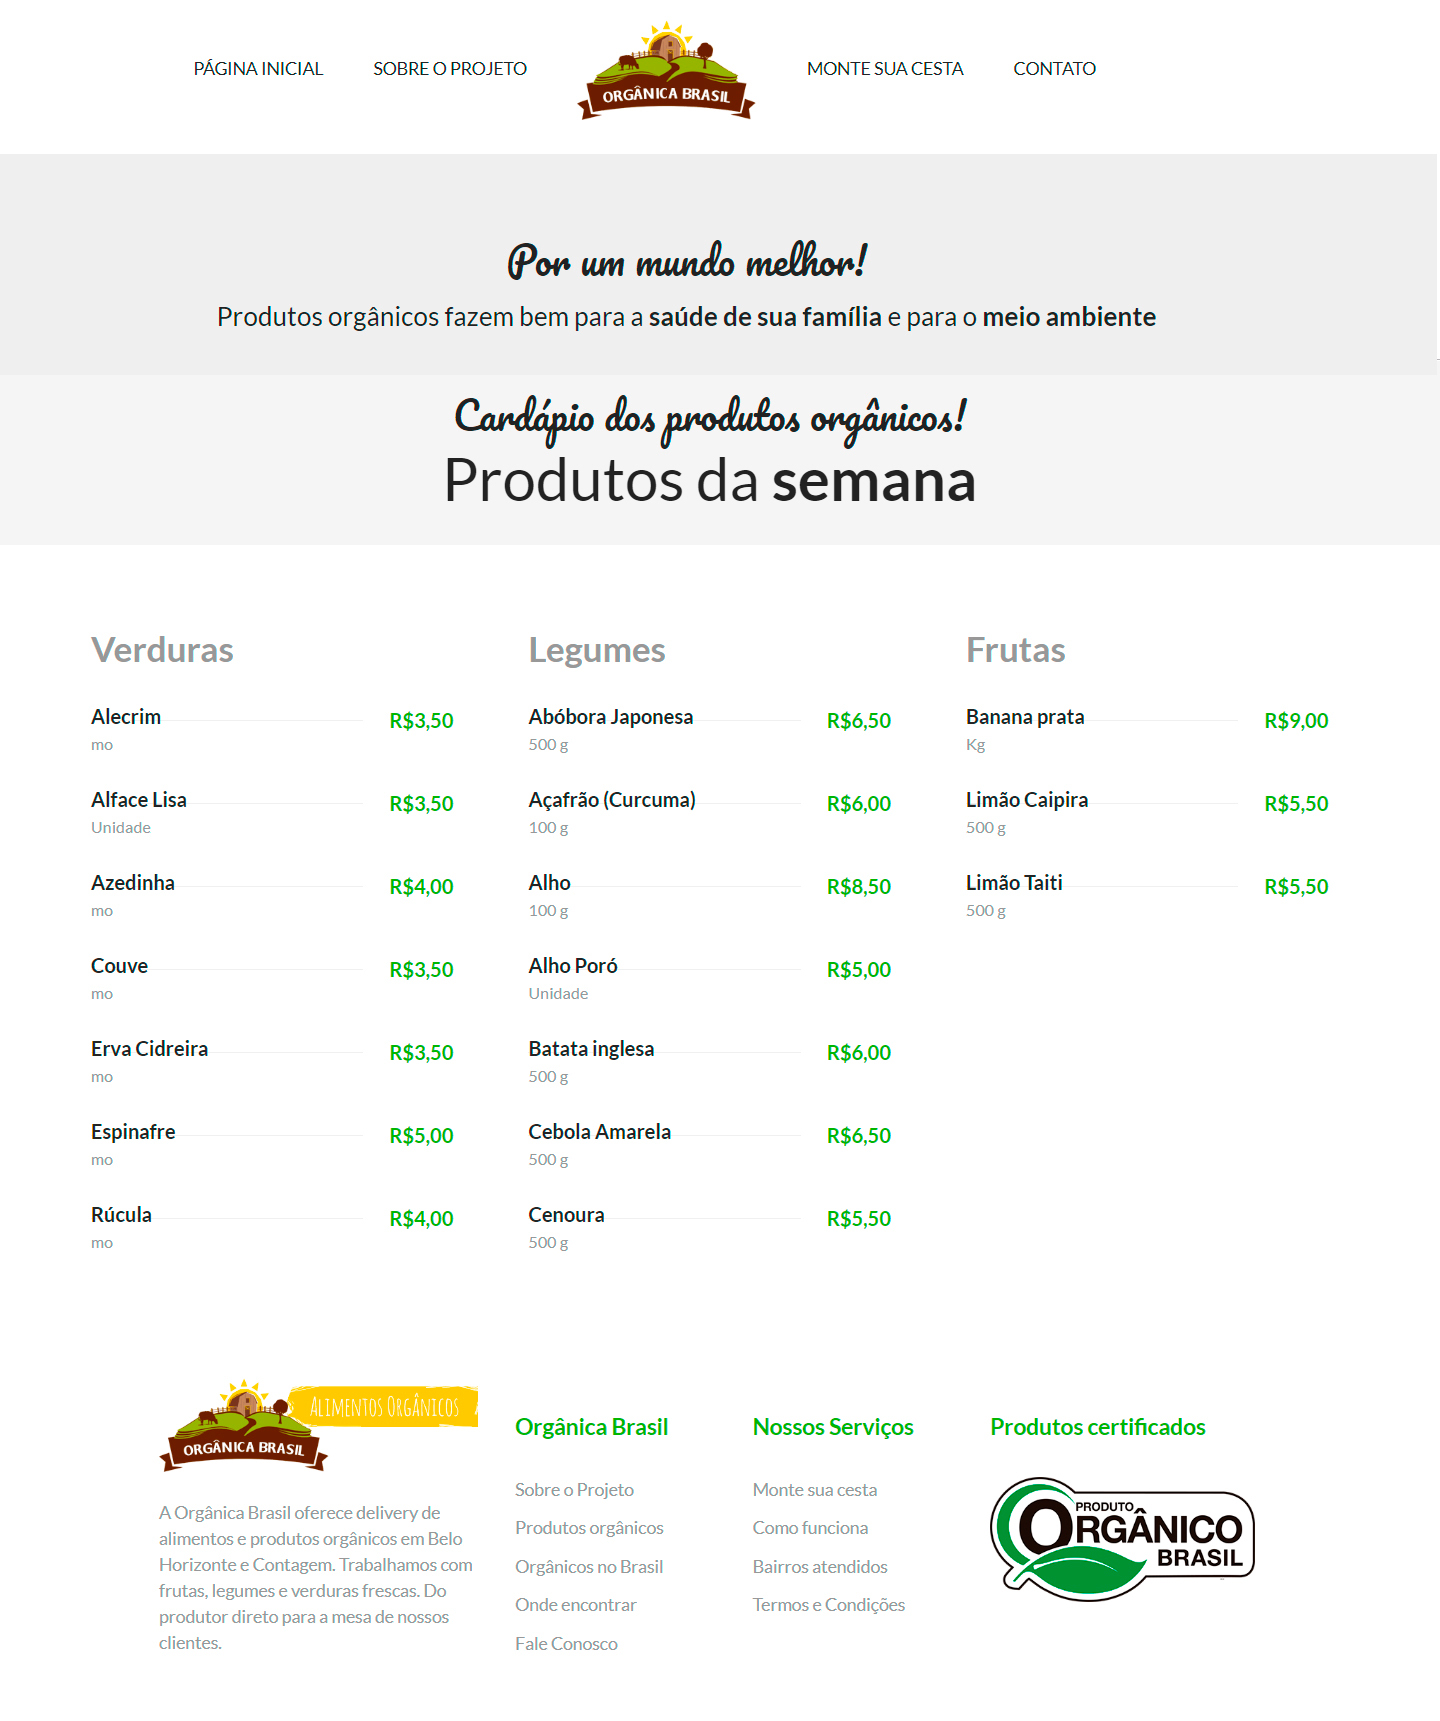 PÁGINA INICIAL
SOBRE O PROJETO
ORGÂNICA BRASIL
MONTE SUA CESTA
CONTATO
Por um mundo melhor!
Produtos orgânicos fazem bem para a saúde de sua família e para o meio ambiente
Cardápio dos produtos orgânicos!
Produtos da semana
Verduras
Alecrim R$3,50
mo
Alface Lisa R$3,50
Unidade
Azedinha R$4,00
mo
Couve R$3,50
mo
Erva Cidreira R$3,50
mo
Espinafre R$5,00
mo
Rúcula R$4,00
mo
Legumes
Abóbora Japonesa R$6,50
500 g
Açafrão (Curcuma) R$6,00
100 g
Alho R$8,50
100 g
Alho Poró R$5,00
Unidade
Batata inglesa R$6,00
500 g
Cebola Amarela R$6,50
500 g
Cenoura R$5,50
500 g
Frutas
Banana prata R$9,00
Kg
Limão Caipira R$5,50
500 g
Limão Taiti R$5,50
500 g
ALIMENTOS ORGÂNICOS
ORGÂNICA BRASIL
A Orgânica Brasil oferece delivery de
alimentos e produtos orgânicos em Belo
Horizonte e Contagem. Trabalhamos com
frutas, legumes e verduras frescas. Do
produtor direto para a mesa de nossos
clientes.
Orgânica Brasil
Sobre o Projeto
Produtos orgânicos
Orgânicos no Brasil
Onde encontrar
Fale Conosco
Nossos Serviços
Monte sua cesta
Como funciona
Bairros atendidos
Termos e Condições
Produtos certificados
PRODUTO
ORGÂNICO
BRASIL